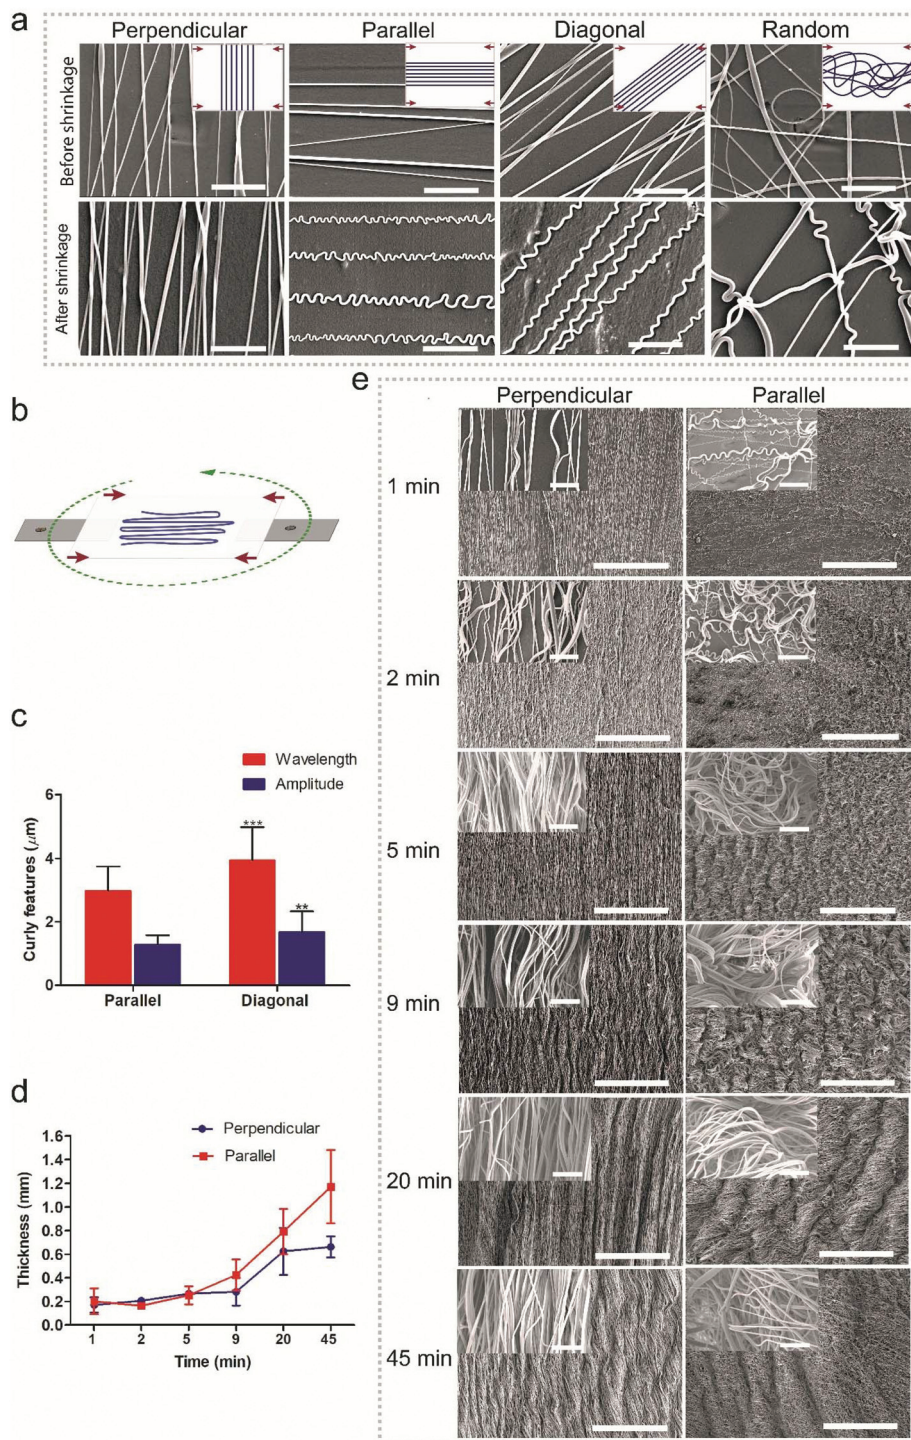 a
Perpendicular
Parallel
Diagonal
Random
Before shrinkage
After shrinkage
b
c
Wavelength
Amplitude
Curly features (μm)
6
4
2
0
***
**
Parallel
Diagonal
d
Perpendicular
Parallel
Thickness (mm)
1.6
1.4
1.2
1.0
0.8
0.6
0.4
0.2
0.0
1 2 5 9 20 45
Time (min)
e
Perpendicular
Parallel
1 min
2 min
5 min
9 min
20 min
45 min